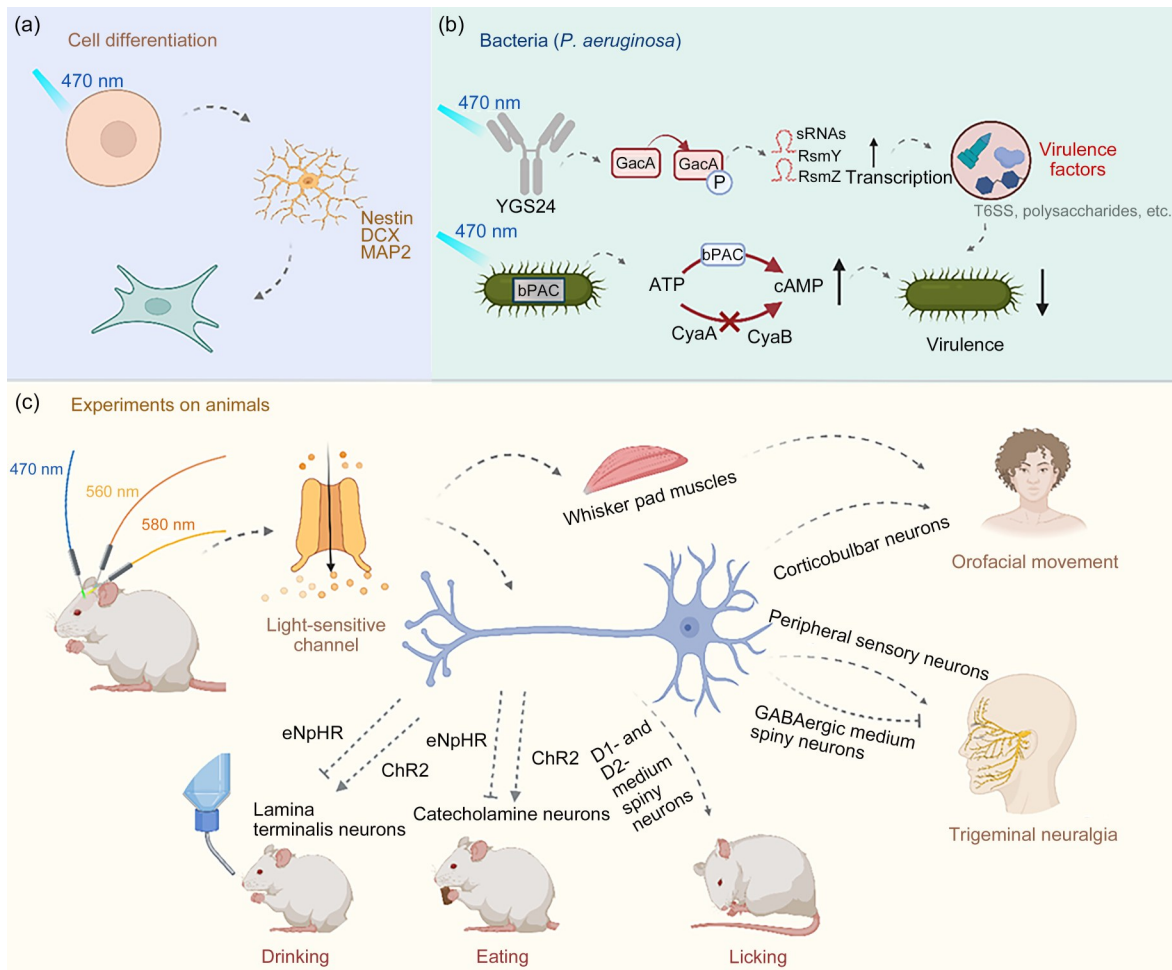 (a)
Cell differentiation
470 nm
Nestin
DCX
MAP2
(b)
Bacteria (P. aeruginosa)
470 nm
YGS24
GacA
GacA
P
sRNAs
RsmY
RsmZ
Transcription
Virulence
factors
T6SS, polysaccharides, etc.
470 nm
bPAC
ATP
bPAC
cAMP
CyaA
CyaB
Virulence
(c)
Experiments on animals
470 nm
560 nm
580 nm
Light-sensitive
channel
Whisker pad muscles
Corticobulbar neurons
Orofacial movement
Peripheral sensory neurons
GABAergic medium
spiny neurons
Trigeminal neuralgia
eNpHR
ChR2
Lamina
terminalis neurons
Drinking
eNpHR
ChR2
Catecholamine neurons
Eating
D1- and
D2-
medium
spiny
neurons
Licking